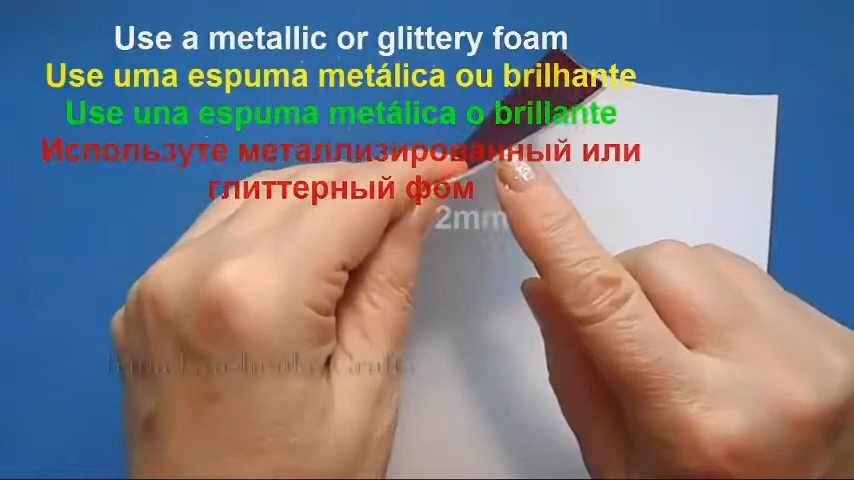 Use a metallic or glittery foam
Use uma espuma metálica ou brilhante
Use una espuma metálica o brillante
Используте металлизированный или
глиттерный фом
2mm